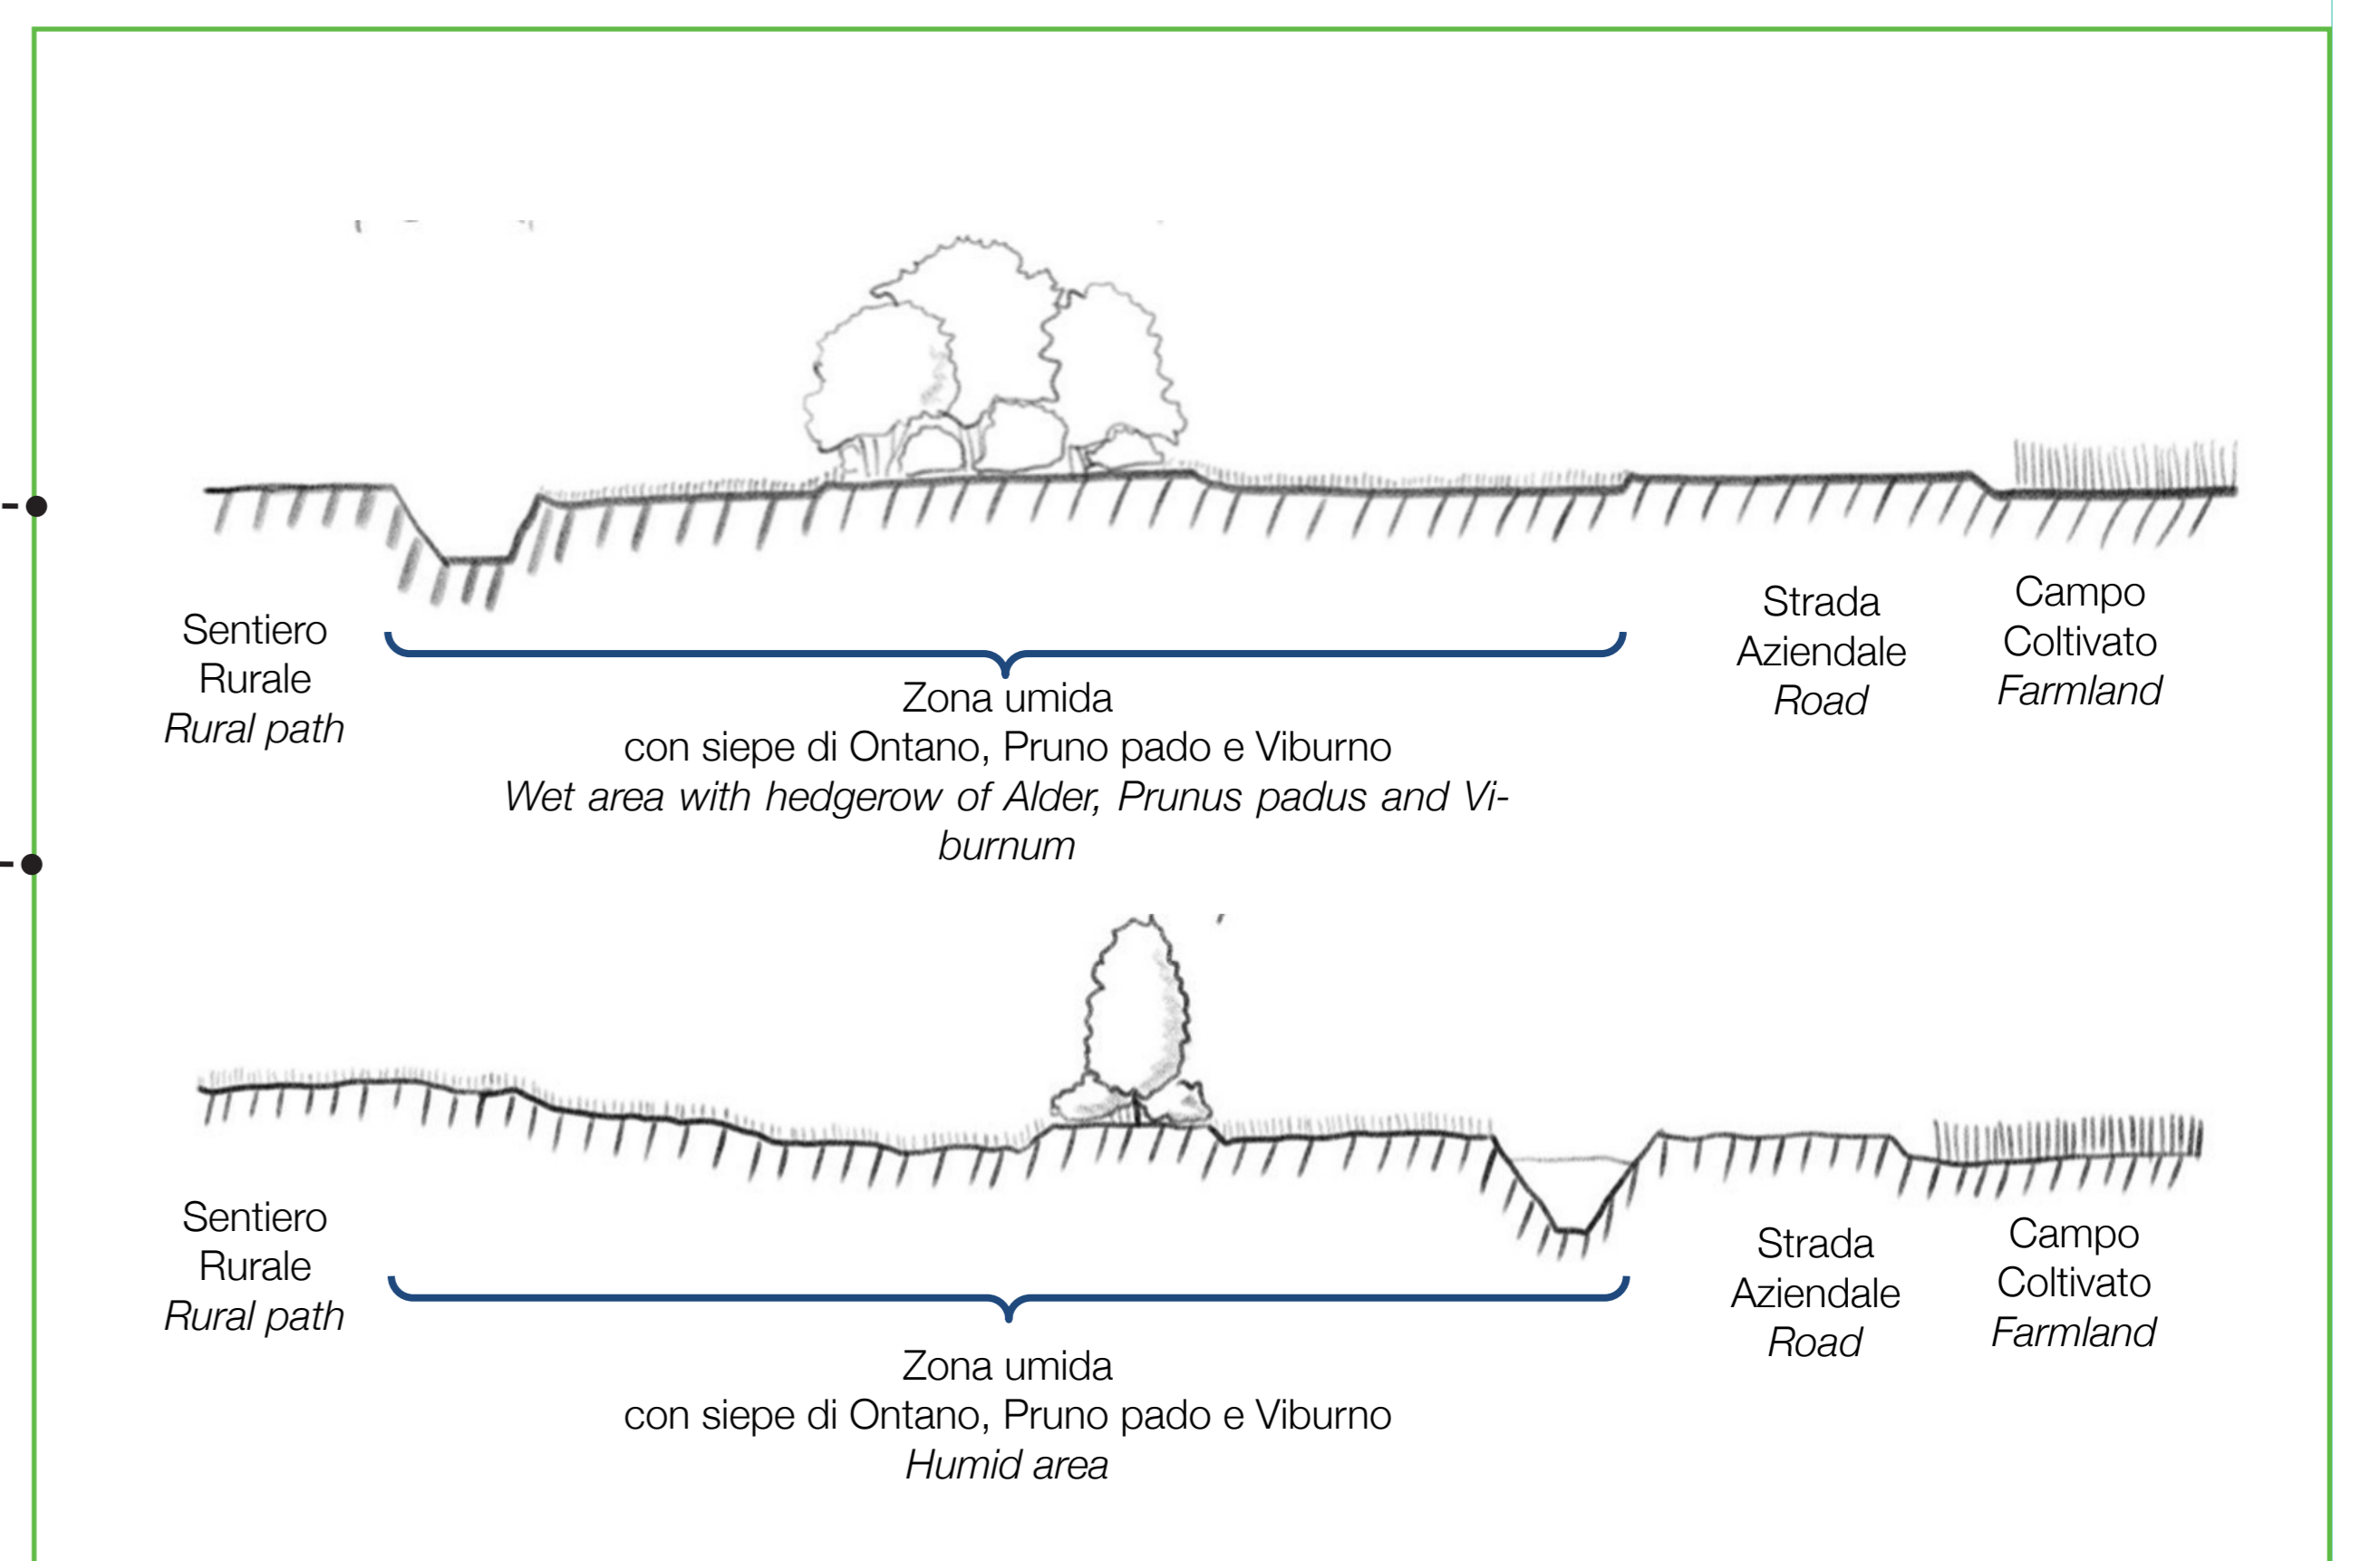 Sentiero
Rurale
Rural path
Zona umida
con siepe di Ontano, Pruno pado e Viburno
Wet area with hedgerow of Alder, Prunus padus and Vi-
burnum
Strada
Aziendale
Road
Campo
Coltivato
Farmland
Sentiero
Rurale
Rural path
Zona umida
con siepe di Ontano, Pruno pado e Viburno
Humid area
Strada
Aziendale
Road
Campo
Coltivato
Farmland